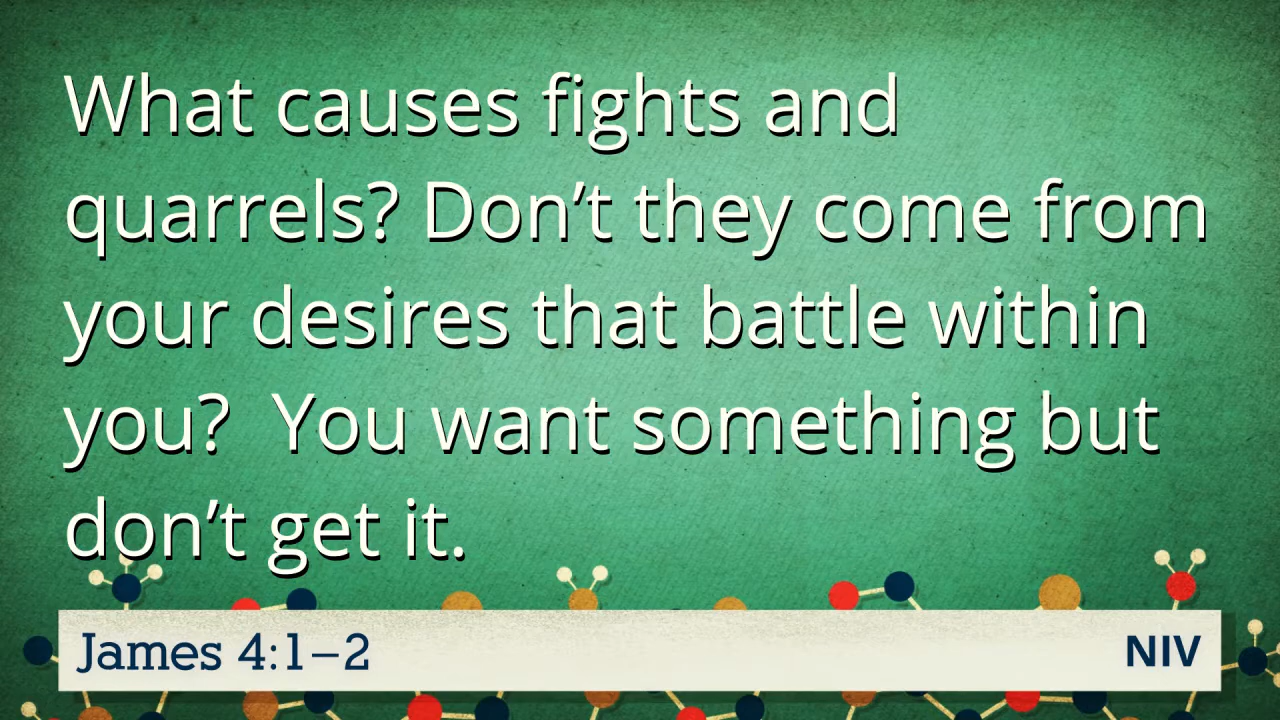 What causes fights and
quarrels? Don’t they come from
your desires that battle within
you?  You want something but
don’t get it.
James 4:1–2
NIV